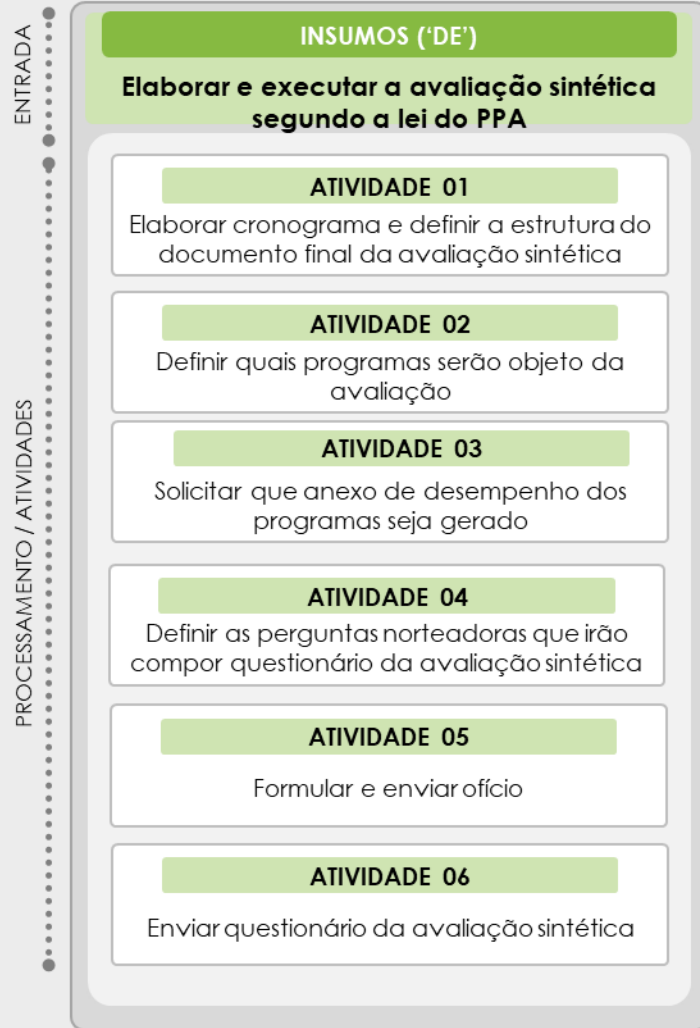 ENTRADA
INSUMOS (‘DE’)
Elaborar e executar a avaliação sintética
segundo a lei do PPA
PROCESSAMENTO / ATIVIDADES
ATIVIDADE 01
Elaborar cronograma e definir a estrutura do
documento final da avaliação sintética
ATIVIDADE 02
Definir quais programas serão objeto da
avaliação
ATIVIDADE 03
Solicitar que anexo de desempenho dos
programas seja gerado
ATIVIDADE 04
Definir as perguntas norteadoras que irão
compor questionário da avaliação sintética
ATIVIDADE 05
Formular e enviar ofício
ATIVIDADE 06
Enviar questionário da avaliação sintética